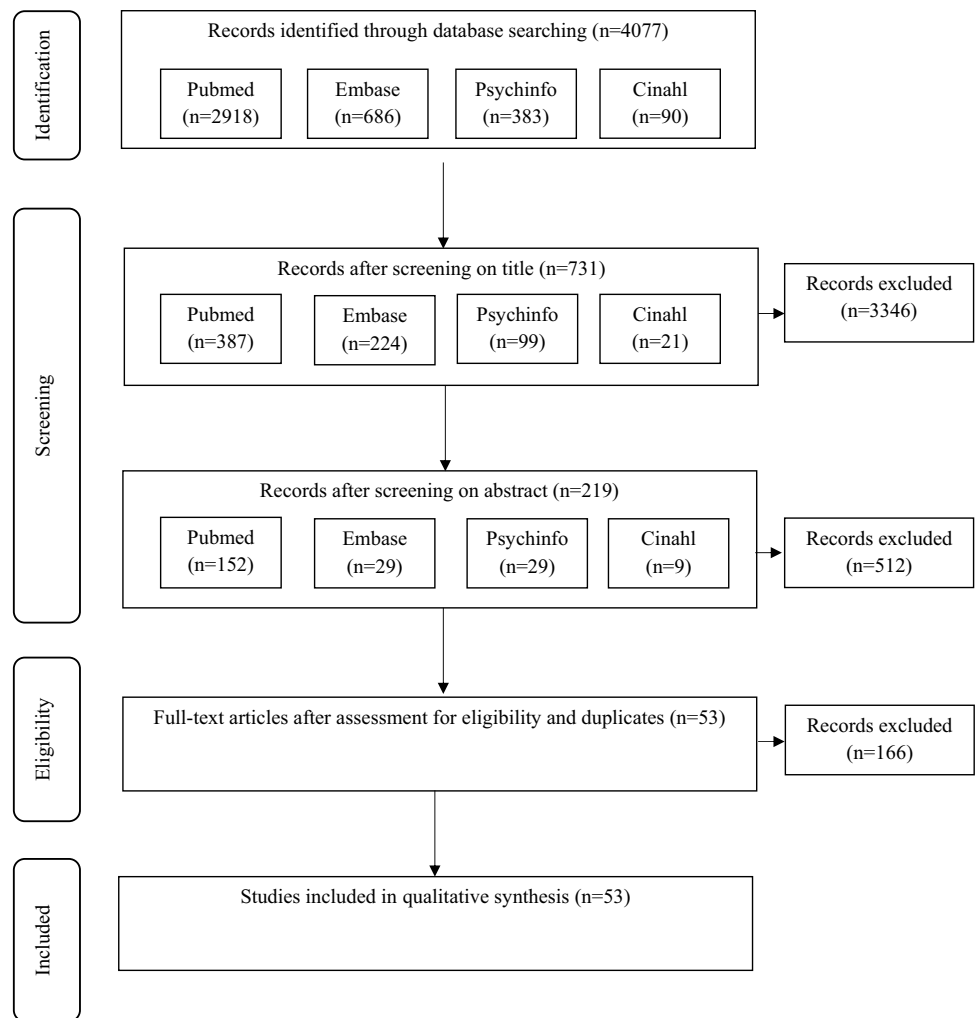 Identification
Records identified through database searching (n=4077)
Pubmed
(n=2918)
Embase
(n=686)
Psychinfo
(n=383)
Cinahl
(n=90)
Screening
Records after screening on title (n=731)
Pubmed
(n=387)
Embase
(n=224)
Psychinfo
(n=99)
Cinahl
(n=21)
Records excluded
(n=3346)
Records after screening on abstract (n=219)
Pubmed
(n=152)
Embase
(n=29)
Psychinfo
(n=29)
Cinahl
(n=9)
Records excluded
(n=512)
Eligibility
Full-text articles after assessment for eligibility and duplicates (n=53)
Records excluded
(n=166)
Included
Studies included in qualitative synthesis (n=53)